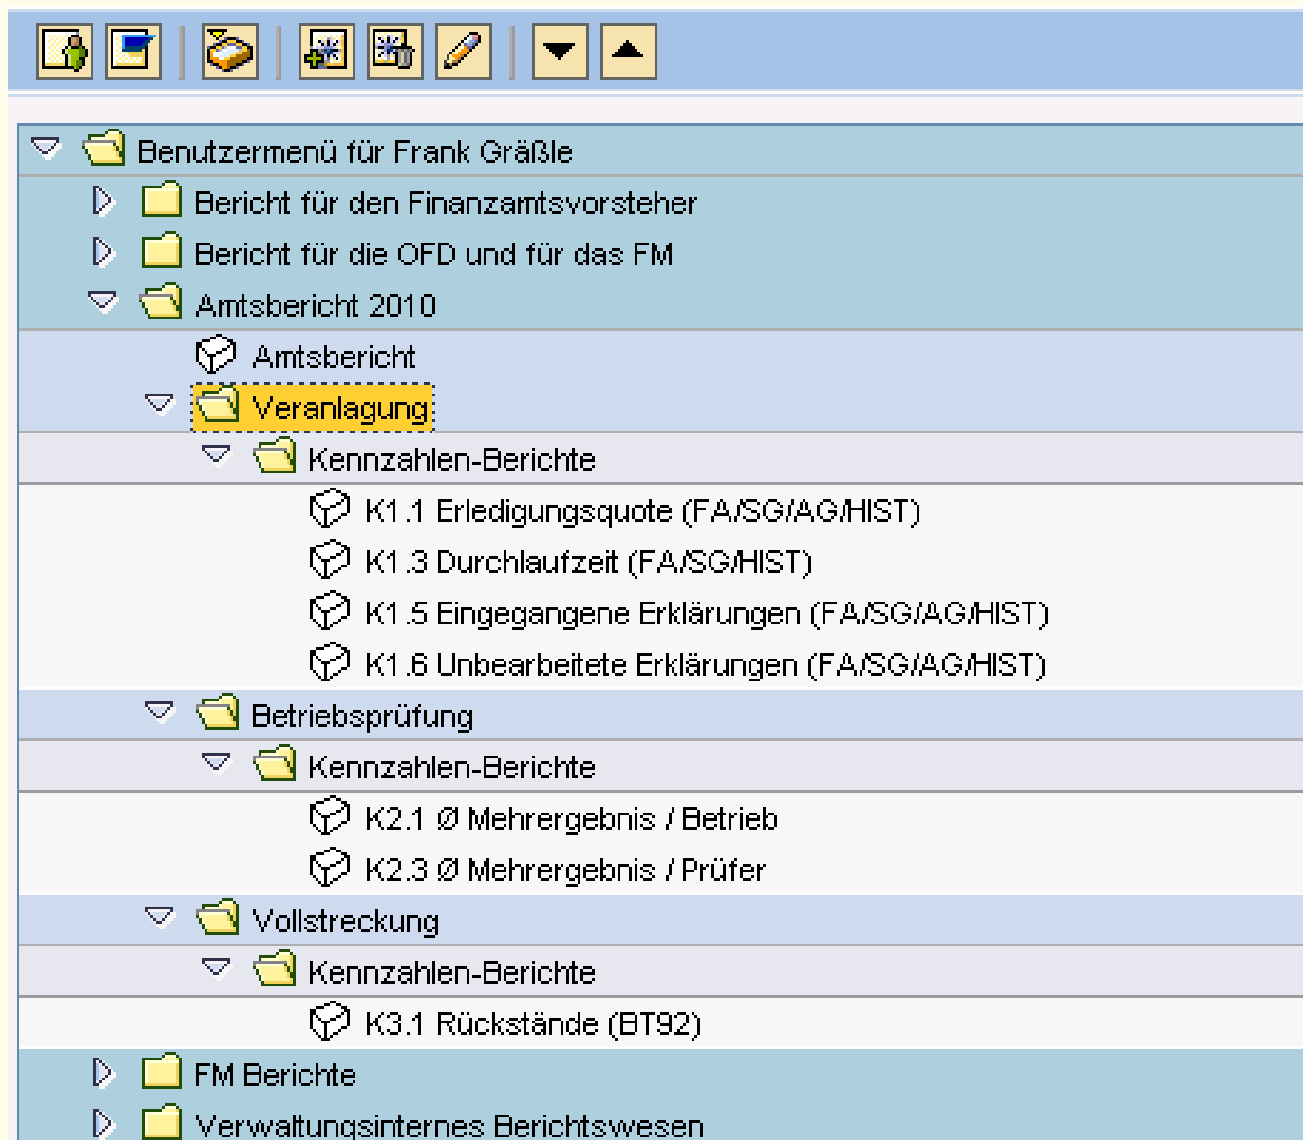 Benutzermenü für Frank Gräßle
Bericht für den Finanzamtsvorsteher
Bericht für die OFD und für das FM
Amtsbericht 2010
Amtsbericht
Veranlagung
Kennzahlen-Berichte
K1.1 Erledigungsquote (FA/SG/AG/HIST)
K1.3 Durchlaufzeit (FA/SG/HIST)
K1.5 Eingegangene Erklärungen (FA/SG/AG/HIST)
K1.6 Unbearbeitete Erklärungen (FA/SG/AG/HIST)
Betriebsprüfung
Kennzahlen-Berichte
K2.1 Ø Mehrergebnis / Betrieb
K2.3 Ø Mehrergebnis / Prüfer
Vollstreckung
Kennzahlen-Berichte
K3.1 Rückstände (BT92)
FM Berichte
Verwaltungsinternes Berichtswesen